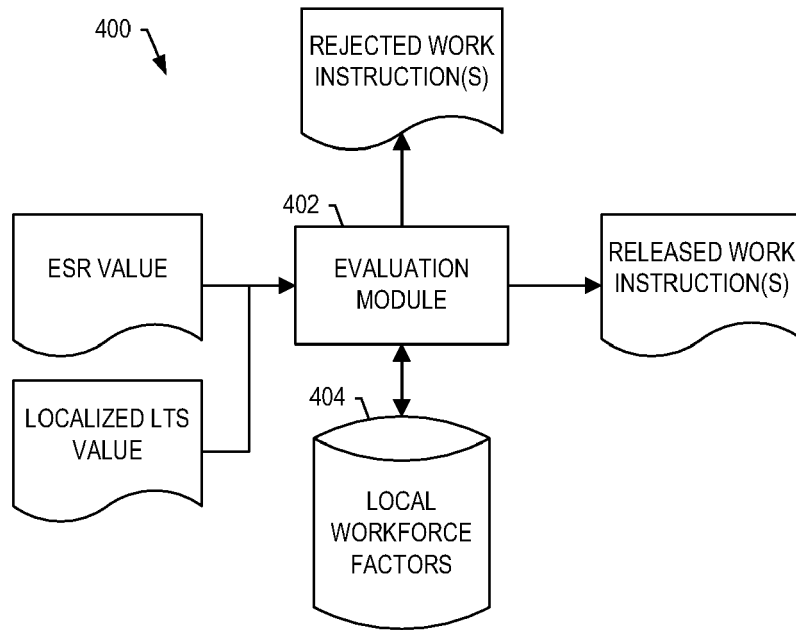 400
REJECTED WORK
INSTRUCTION(S)
402
ESR VALUE
EVALUATION
MODULE
RELEASED WORK
INSTRUCTION(S)
LOCALIZED LTS
VALUE
404
LOCAL
WORKFORCE
FACTORS